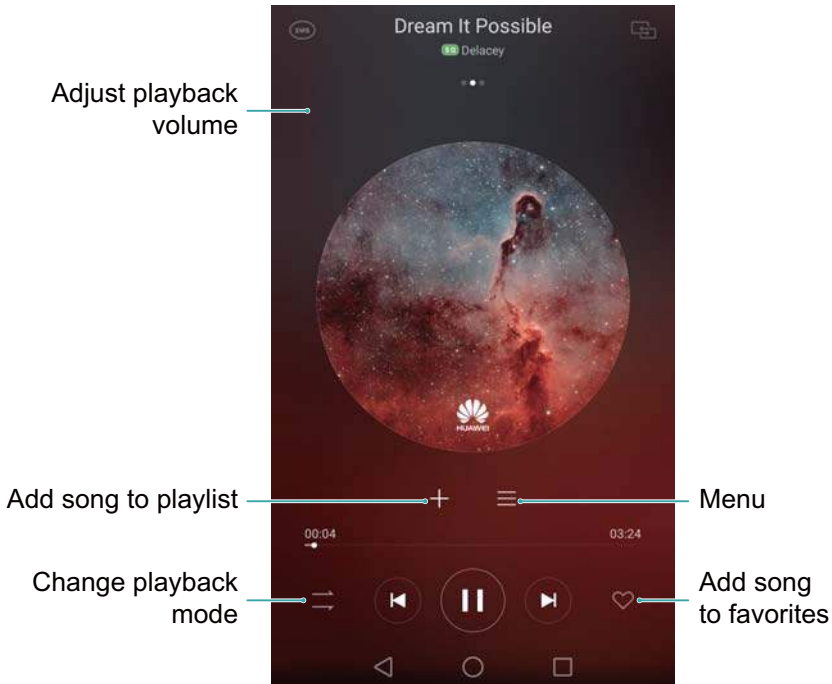 DTS
Dream It Possible
SQ Delacey
Adjust playback
volume
HUAWEI
Add song to playlist
Menu
00:04
03:24
Change playback
mode
Add song
to favorites